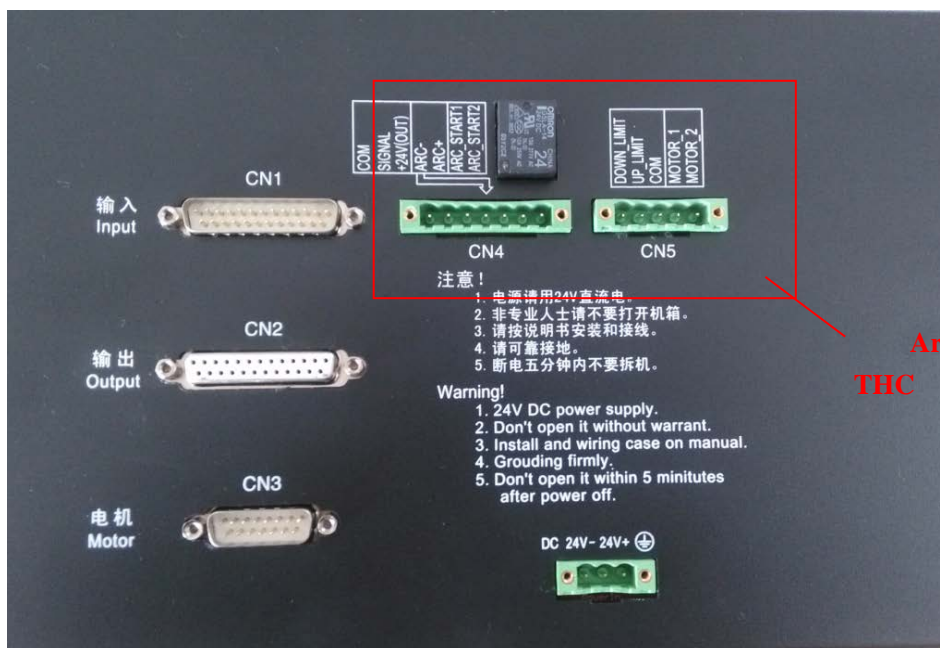 COM
SIGNAL
+24V(OUT)
ARC-
ARC+
ARC_START1
ARC_START2
omron
24
DOWN_LIMIT
UP_LIMIT
COM
MOTOR_1
MOTOR_2
CN1
输入
Input
CN4
CN5
注意！
1. 电源请用24V直流电。
2. 非专业人士请不要打开机箱。
3. 请按说明书安装和接线。
4. 请可靠接地。
5. 断电五分钟内不要拆机。
CN2
输出
Output
THC
Warning!
1. 24V DC power supply.
2. Don't open it without warrant.
3. Install and wiring case on manual.
4. Grounding firmly.
5. Don't open it within 5 minitutes
after power off.
CN3
电机
Motor
DC 24V- 24V+